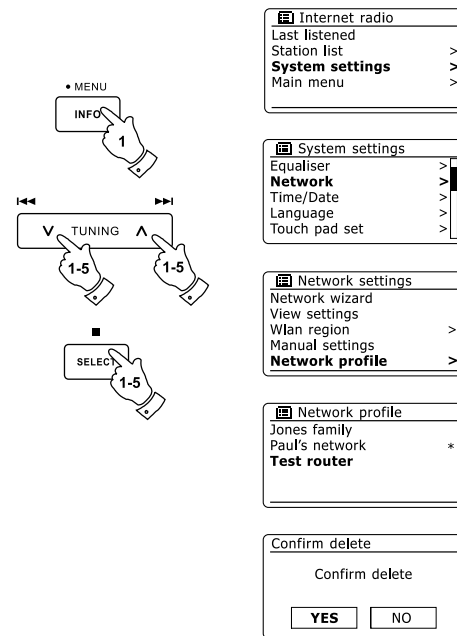 • MENU
INFO
1
TUNING
1-5
1-5
SELECT
1-5
Internet radio
Last listened
Station list >
System settings >
Main menu >
System settings
Equaliser >
Network >
Time/Date >
Language >
Touch pad set >
Network settings
Network wizard
View settings
Wlan region >
Manual settings
Network profile >
Network profile
Jones family
Paul's network *
Test router
Confirm delete
Confirm delete
YES NO